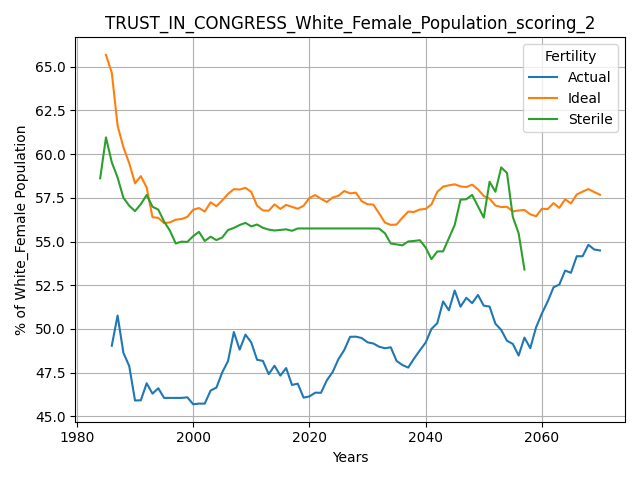 TRUST_IN_CONGRESS_White_Female_Population_scoring_2
% of White_Female Population
65.0
62.5
60.0
57.5
55.0
52.5
50.0
47.5
45.0
Fertility
Actual
Ideal
Sterile
1980 2000 2020 2040 2060
Years